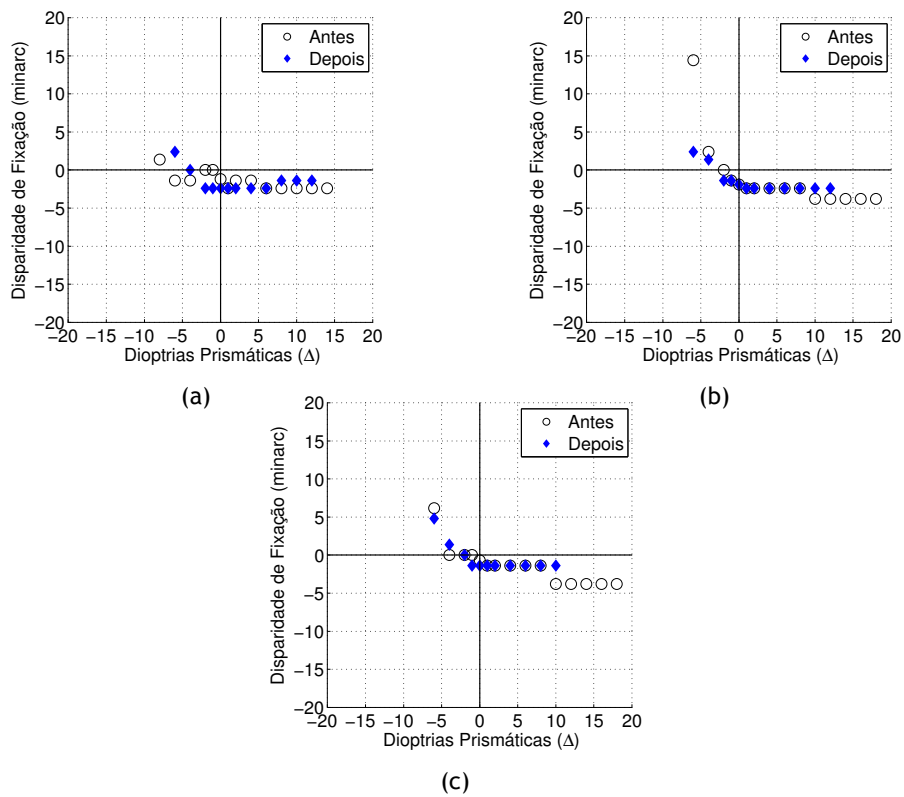 20
15
10
5
0
−5
−10
−15
−20
−20 −15 −10 −5 0 5 10 15 20
Disparidade de Fixação (minarc)
Dioptrias Prismáticas (Δ)
Antes
Depois
(a)
20
15
10
5
0
−5
−10
−15
−20
−20 −15 −10 −5 0 5 10 15 20
Disparidade de Fixação (minarc)
Dioptrias Prismáticas (Δ)
Antes
Depois
(b)
20
15
10
5
0
−5
−10
−15
−20
−20 −15 −10 −5 0 5 10 15 20
Disparidade de Fixação (minarc)
Dioptrias Prismáticas (Δ)
Antes
Depois
(c)